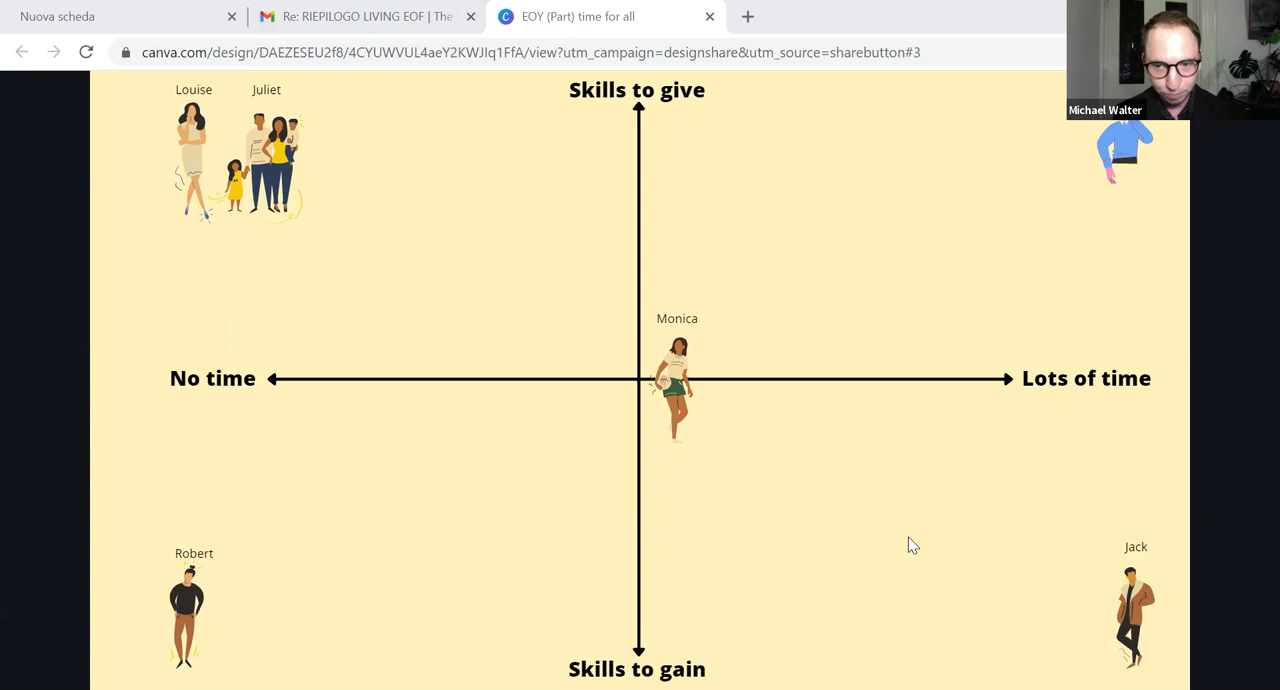 Nuova scheda
Re: RIEPILOGO LIVING EOF | The
EOY (Part) time for all
canva.com/design/DAEZESEU2f8/4CYUWVUL4aeY2KWJIq1FfA/view?utm_campaign=designshare&utm_source=sharebutton#3
Michael Walter
Louise
Juliet
Skills to give
Monica
No time
Lots of time
Robert
Jack
Skills to gain